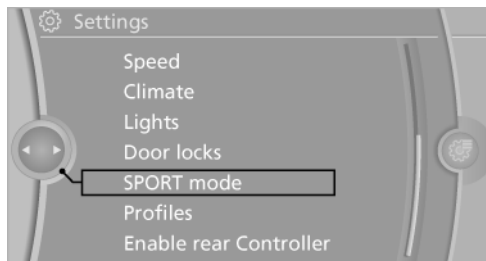 Settings
Speed
Climate
Lights
Door locks
SPORT mode
Profiles
Enable rear Controller